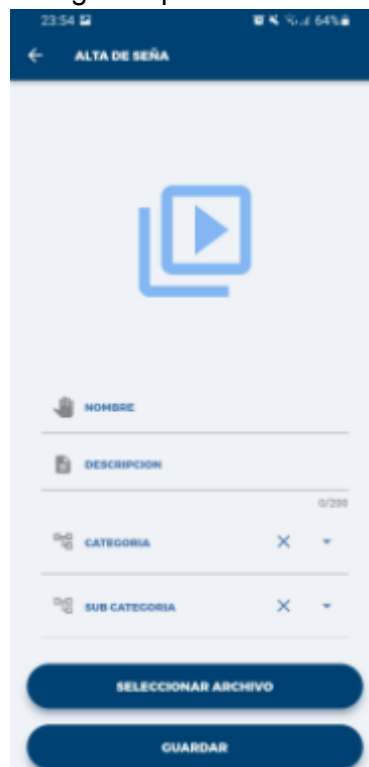 23:54 64%
ALTA DE SEÑA
NOMBRE
DESCRIPCION
0/200
CATEGORIA
SUB CATEGORIA
SELECCIONAR ARCHIVO
GUARDAR